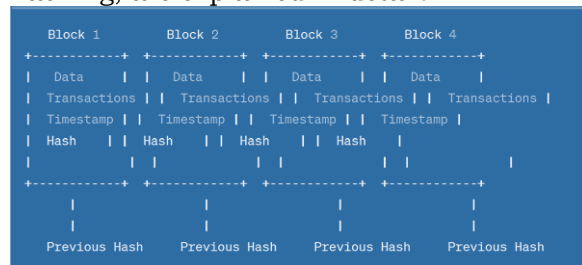 Block 1 Block 2 Block 3 Block 4
+------------+ +------------+ +------------+ +------------+
| Data | | Data | | Data | | Data |
| Transactions | | Transactions | | Transactions | | Transactions |
| Timestamp | | Timestamp | | Timestamp | | Timestamp |
| Hash | | Hash | | Hash | | Hash |
| | | | | | |
+------------+ +------------+ +------------+ +------------+
| | | |
| | | |
Previous Hash Previous Hash Previous Hash Previous Hash